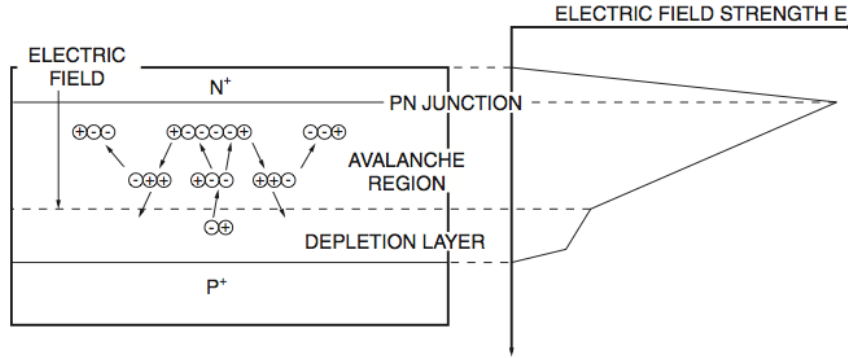 ELECTRIC FIELD STRENGTH E
ELECTRIC
FIELD
N+
PN JUNCTION
+-- +----+ --+
AVALANCHE
REGION
-++ +-- ++-
-+
DEPLETION LAYER
P+